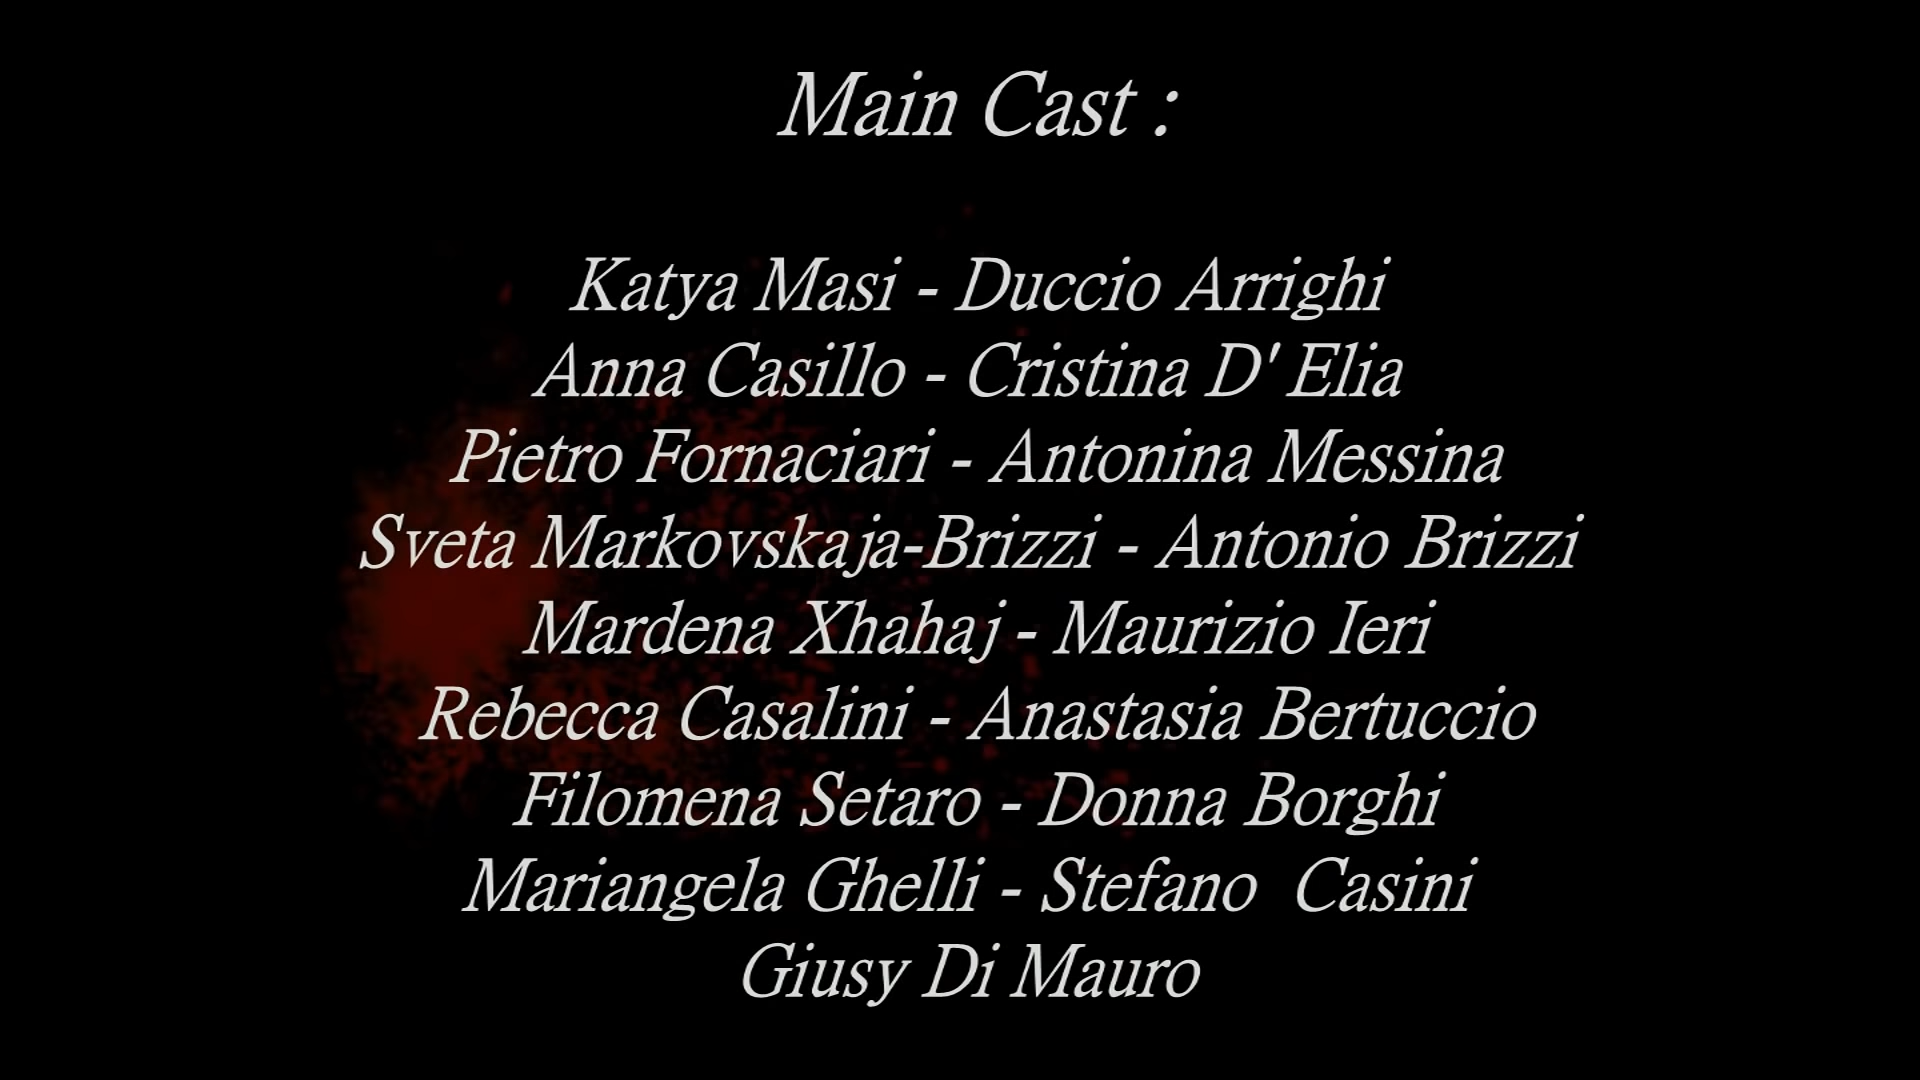 Main Cast :
Katya Masi - Duccio Arrighi
Anna Casillo - Cristina D' Elia
Pietro Fornaciari - Antonina Messina
Sveta Markovskaja-Brizzi - Antonio Brizzi
Mardena Xhahaj - Maurizio Ieri
Rebecca Casalini - Anastasia Bertuccio
Filomena Setaro - Donna Borghi
Mariangela Ghelli - Stefano  Casini
Giusy Di Mauro